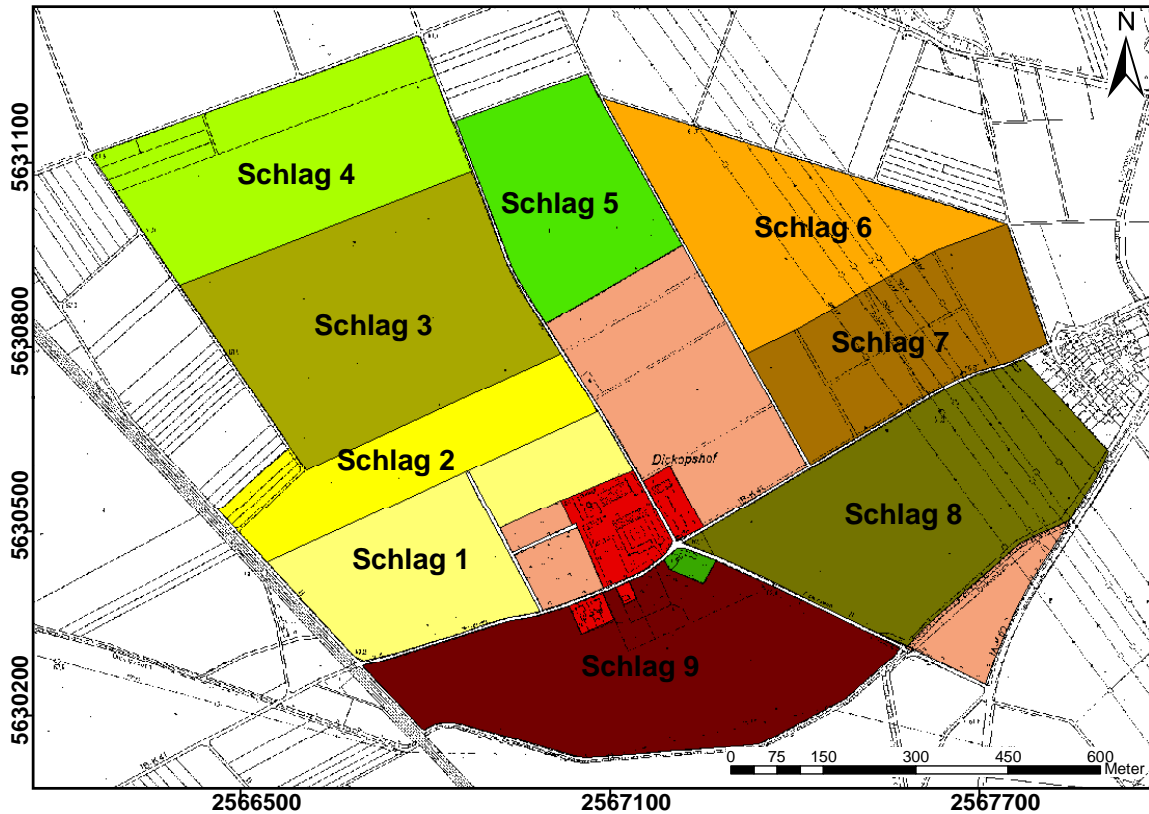 N
5631100
5630800
5630500
5630200
Schlag 4
Schlag 5
Schlag 6
Schlag 3
Schlag 7
Schlag 2
Dickopshof
Schlag 8
Schlag 1
Schlag 9
0 75 150 300 450 600
Meter
2566500 2567100 2567700